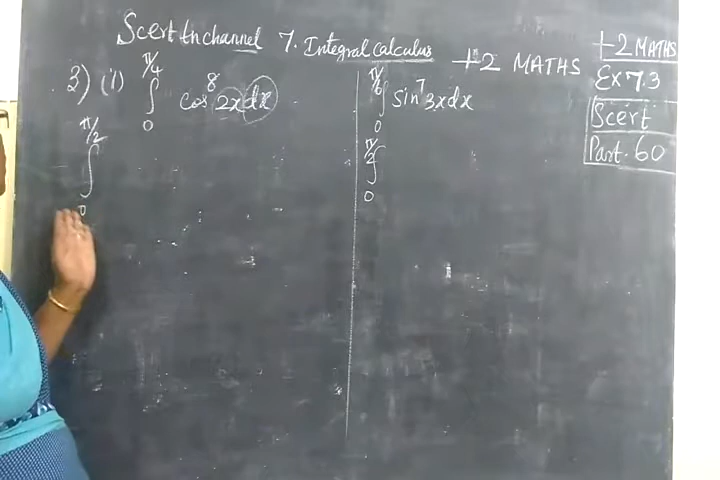 Scert tn channel 7. Integral calculus +2 MATHS
+2 MATHS
Ex 7.3
Scert
Part. 60
3) (i) ∫₀^(π/4) cos⁸ 2x dx
∫₀^(π/2)
∫₀^(π/6) sin⁷ 3x dx
∫₀^(π/2)